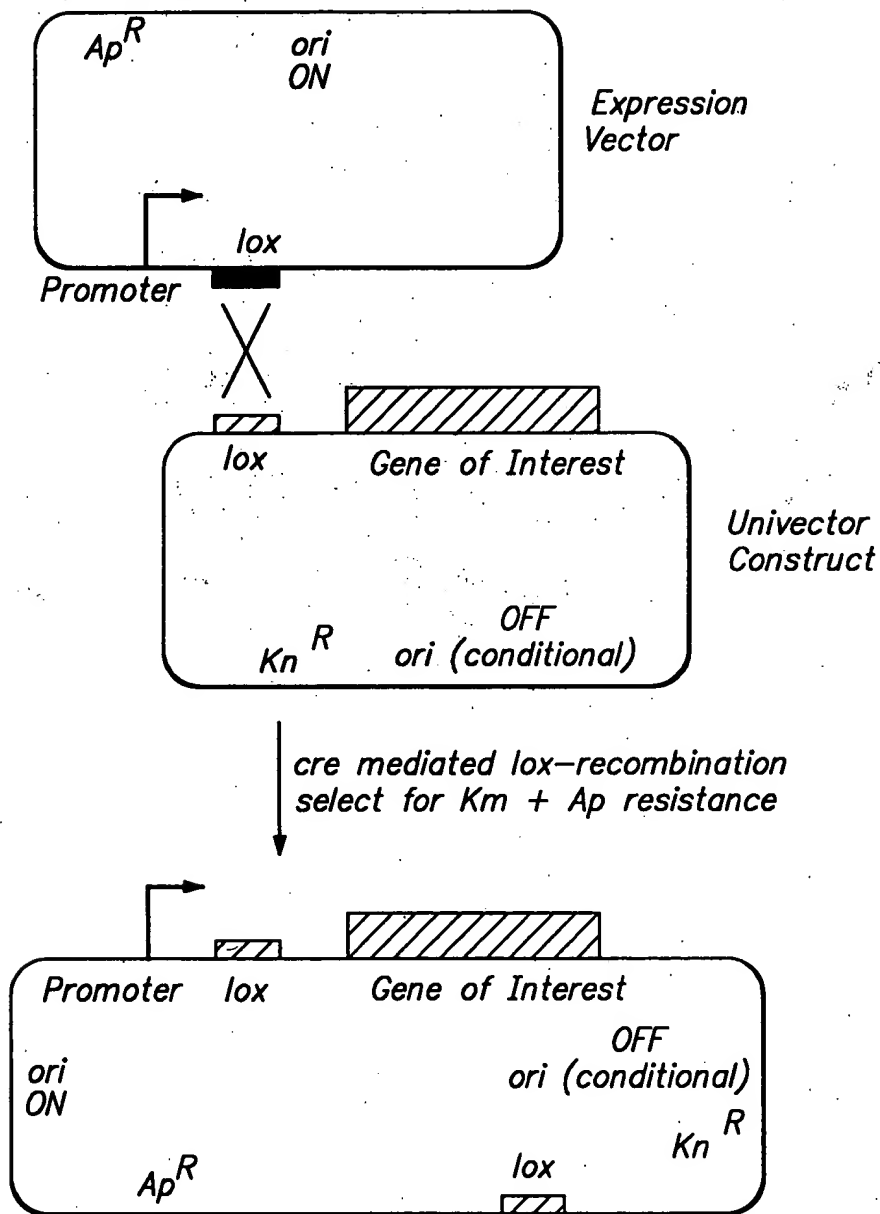 Ap^R
ori
ON
Expression
Vector
lox
Promoter
lox
Gene of Interest
Univector
Construct
Kn^R
OFF
ori (conditional)
cre mediated lox-recombination
select for Km + Ap resistance
Promoter
lox
Gene of Interest
OFF
ori (conditional)
ori
ON
Kn^R
lox
Ap^R